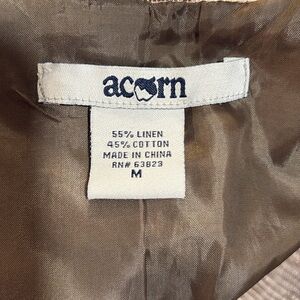 acorn
55% LINEN
45% COTTON
MADE IN CHINA
RN# 63823
M